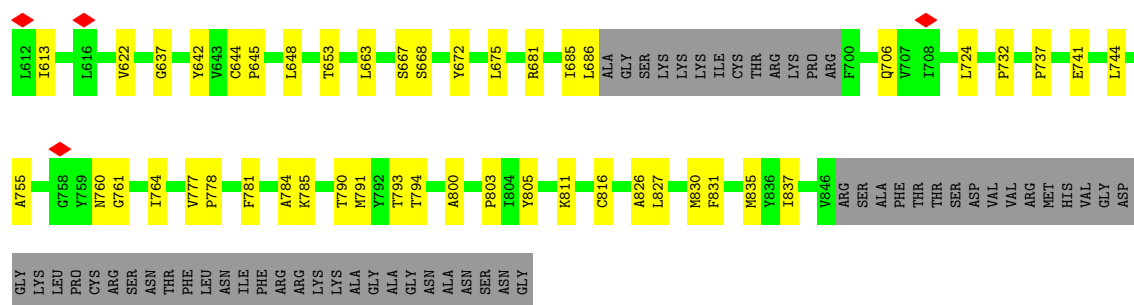 L612 I613 L616 V622 G637 Y642 V643 C644 P645 L648 T653 L663 S667 S668 Y672 L675 R681 I685 L686 ALA GLY SER LYS LYS LYS ILE CYS THR ARG LYS PRO ARG F700 Q706 V707 I708 L724 P732 P737 E741 L744
A755 G758 Y759 N760 G761 I764 V777 P778 F781 A784 K785 T790 M791 Y792 T793 T794 A800 P803 I804 Y805 K811 C816 A826 L827 M830 F831 M835 Y836 I837 V846 ARG SER ALA PHE THR THR SER ASP VAL VAL ARG MET HIS VAL GLY ASP
GLY LYS LEU PRO CYS ARG SER ASN THR PHE LEU ASN ILE PHE ARG ARG LYS LYS ALA GLY ALA GLY ASN ALA ASN SER ASN GLY